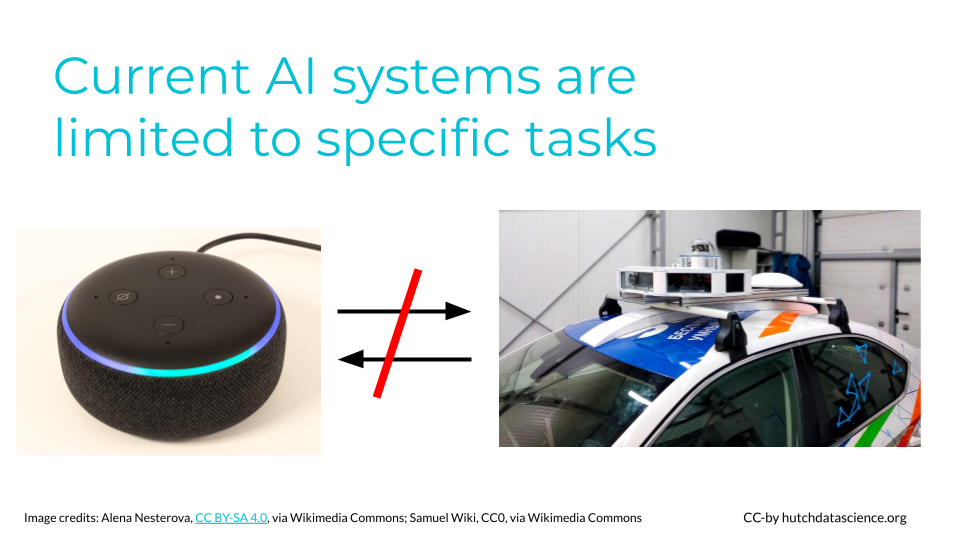 Current AI systems are
limited to specific tasks
Image credits: Alena Nesterova, CC BY-SA 4.0, via Wikimedia Commons; Samuel Wiki, CC0, via Wikimedia Commons
CC-by hutchdatascience.org